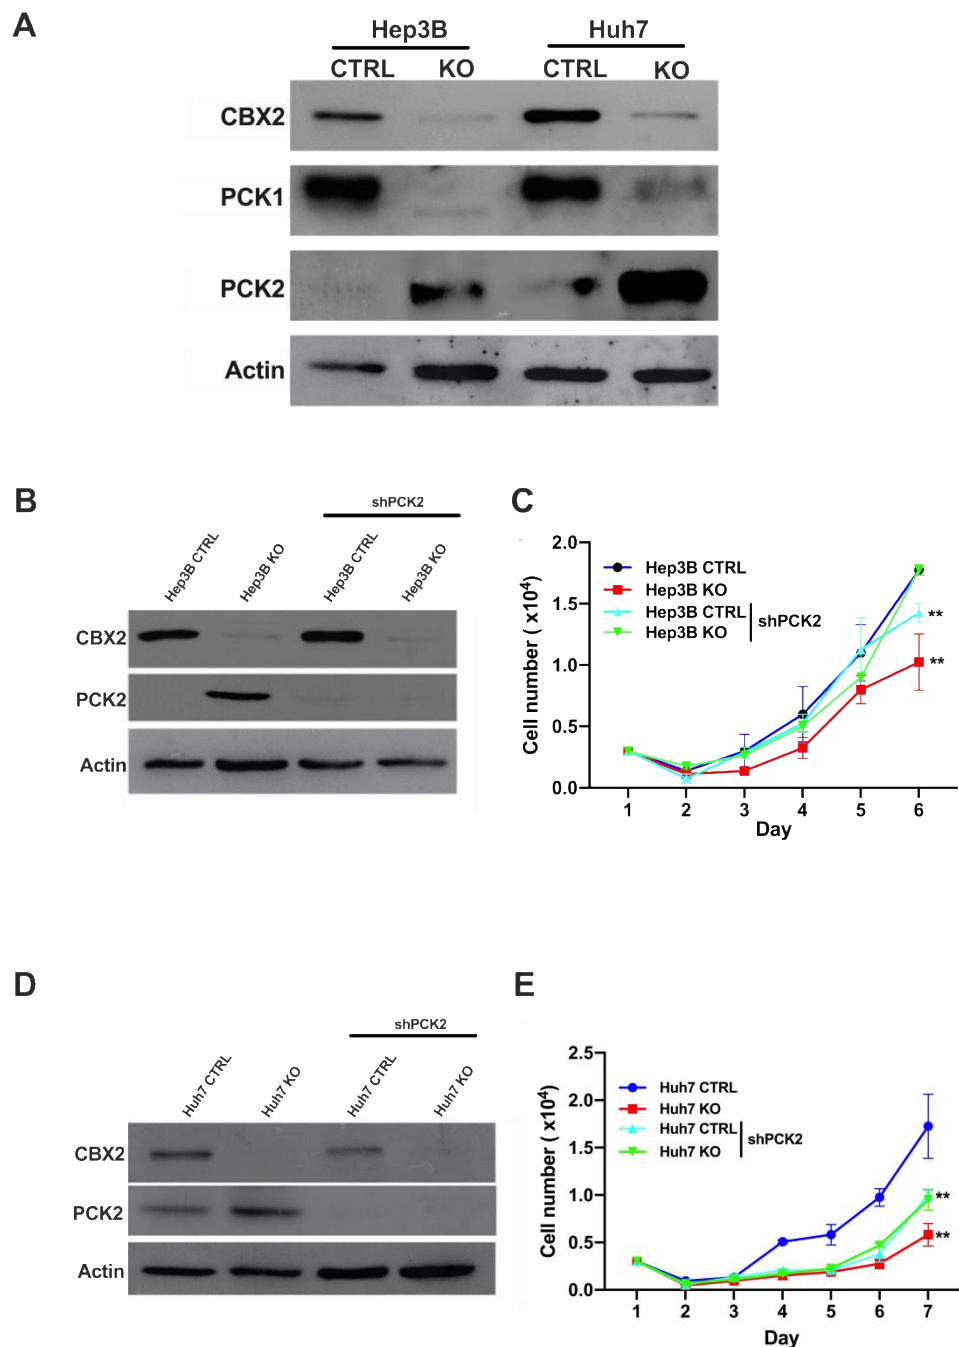 A
Hep3B
Huh7
CTRL KO CTRL KO
CBX2
PCK1
PCK2
Actin
B
shPCK2
Hep3B CTRL
Hep3B KO
Hep3B CTRL
Hep3B KO
CBX2
PCK2
Actin
C
Cell number ( x10⁴)
2.0
1.5
1.0
0.5
0.0
Hep3B CTRL
Hep3B KO
Hep3B CTRL
Hep3B KO
shPCK2
**
**
1 2 3 4 5 6
Day
D
shPCK2
Huh7 CTRL
Huh7 KO
Huh7 CTRL
Huh7 KO
CBX2
PCK2
Actin
E
Cell number ( x10⁴)
2.5
2.0
1.5
1.0
0.5
0.0
Huh7 CTRL
Huh7 KO
Huh7 CTRL
Huh7 KO
shPCK2
**
**
1 2 3 4 5 6 7
Day